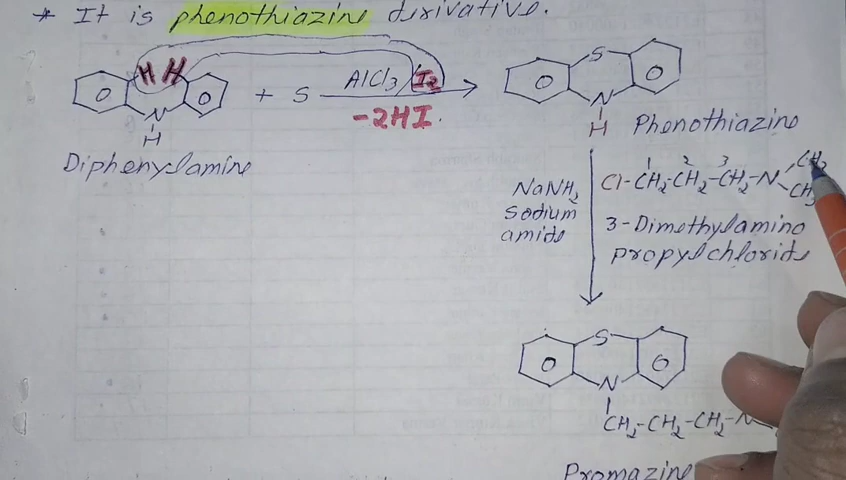 * It is phenothiazine derivative.
H H
+ S AlCl3/I2
-2HI.
N
H
Diphenylamine
S
N
H
Phenothiazine
NaNH2
sodium
amide
1 2 3
Cl-CH2-CH2-CH2-N
CH3
3-Dimethylamino
propylchloride
S
N
CH2-CH2-CH2-N
Promazine